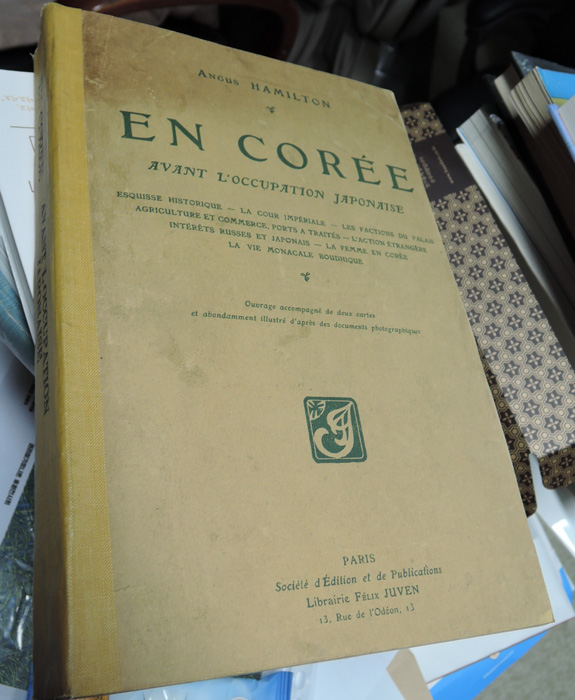 Angus HAMILTON
EN CORÉE
AVANT L'OCCUPATION JAPONAISE
ESQUISSE HISTORIQUE — LA COUR IMPÉRIALE — LES FACTIONS DU PALAIS
AGRICULTURE ET COMMERCE, PORTS A TRAITÉS — L'ACTION ÉTRANGÈRE
INTÉRÊTS RUSSES ET JAPONAIS — LA FEMME EN CORÉE
LA VIE MONACALE BOUDHIQUE
Ouvrage accompagné de deux cartes
et abondamment illustré d'après des documents photographiques
PARIS
Société d'Édition et de Publications
Librairie Félix JUVEN
13, Rue de l'Odéon, 13